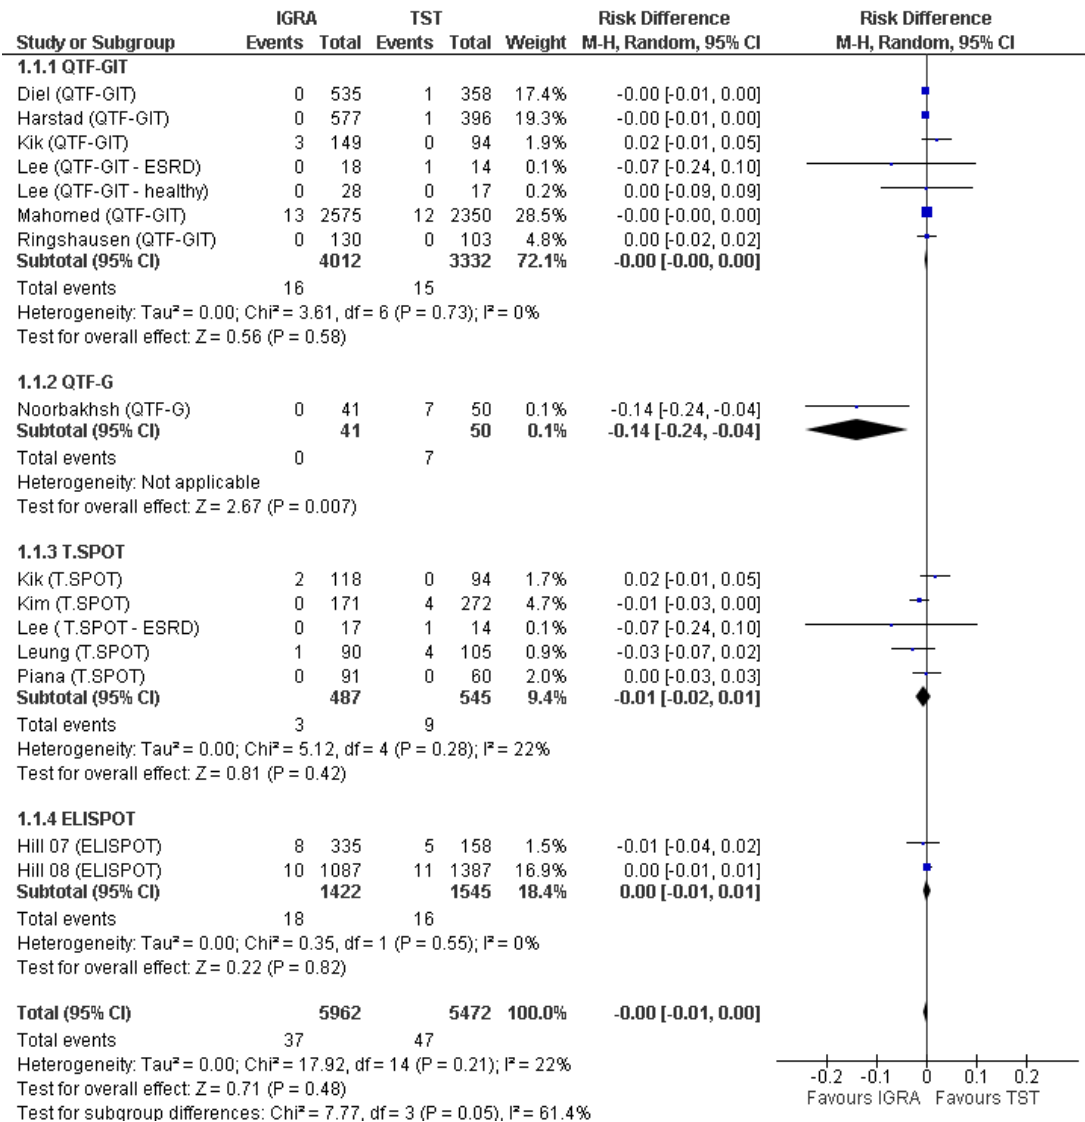 IGRA TST Risk Difference Risk Difference
Study or Subgroup Events Total Events Total Weight M-H, Random, 95% CI M-H, Random, 95% CI
1.1.1 QTF-GIT
Diel (QTF-GIT) 0 535 1 358 17.4% -0.00 [-0.01, 0.00]
Harstad (QTF-GIT) 0 577 1 396 19.3% -0.00 [-0.01, 0.00]
Kik (QTF-GIT) 3 149 0 94 1.9% 0.02 [-0.01, 0.05]
Lee (QTF-GIT - ESRD) 0 18 1 14 0.1% -0.07 [-0.24, 0.10]
Lee (QTF-GIT - healthy) 0 28 0 17 0.2% 0.00 [-0.09, 0.09]
Mahomed (QTF-GIT) 13 2575 12 2350 28.5% -0.00 [-0.00, 0.00]
Ringshausen (QTF-GIT) 0 130 0 103 4.8% 0.00 [-0.02, 0.02]
Subtotal (95% CI) 4012 3332 72.1% -0.00 [-0.00, 0.00]
Total events 16 15
Heterogeneity: Tau² = 0.00; Chi² = 3.61, df = 6 (P = 0.73); I² = 0%
Test for overall effect: Z = 0.56 (P = 0.58)
1.1.2 QTF-G
Noorbakhsh (QTF-G) 0 41 7 50 0.1% -0.14 [-0.24, -0.04]
Subtotal (95% CI) 41 50 0.1% -0.14 [-0.24, -0.04]
Total events 0 7
Heterogeneity: Not applicable
Test for overall effect: Z = 2.67 (P = 0.007)
1.1.3 T.SPOT
Kik (T.SPOT) 2 118 0 94 1.7% 0.02 [-0.01, 0.05]
Kim (T.SPOT) 0 171 4 272 4.7% -0.01 [-0.03, 0.00]
Lee ( T.SPOT - ESRD) 0 17 1 14 0.1% -0.07 [-0.24, 0.10]
Leung (T.SPOT) 1 90 4 105 0.9% -0.03 [-0.07, 0.02]
Piana (T.SPOT) 0 91 0 60 2.0% 0.00 [-0.03, 0.03]
Subtotal (95% CI) 487 545 9.4% -0.01 [-0.02, 0.01]
Total events 3 9
Heterogeneity: Tau² = 0.00; Chi² = 5.12, df = 4 (P = 0.28); I² = 22%
Test for overall effect: Z = 0.81 (P = 0.42)
1.1.4 ELISPOT
Hill 07 (ELISPOT) 8 335 5 158 1.5% -0.01 [-0.04, 0.02]
Hill 08 (ELISPOT) 10 1087 11 1387 16.9% 0.00 [-0.01, 0.01]
Subtotal (95% CI) 1422 1545 18.4% 0.00 [-0.01, 0.01]
Total events 18 16
Heterogeneity: Tau² = 0.00; Chi² = 0.35, df = 1 (P = 0.55); I² = 0%
Test for overall effect: Z = 0.22 (P = 0.82)
Total (95% CI) 5962 5472 100.0% -0.00 [-0.01, 0.00]
Total events 37 47
Heterogeneity: Tau² = 0.00; Chi² = 17.92, df = 14 (P = 0.21); I² = 22%
Test for overall effect: Z = 0.71 (P = 0.48)
Test for subgroup differences: Chi² = 7.77, df = 3 (P = 0.05), I² = 61.4%
-0.2 -0.1 0 0.1 0.2
Favours IGRA Favours TST